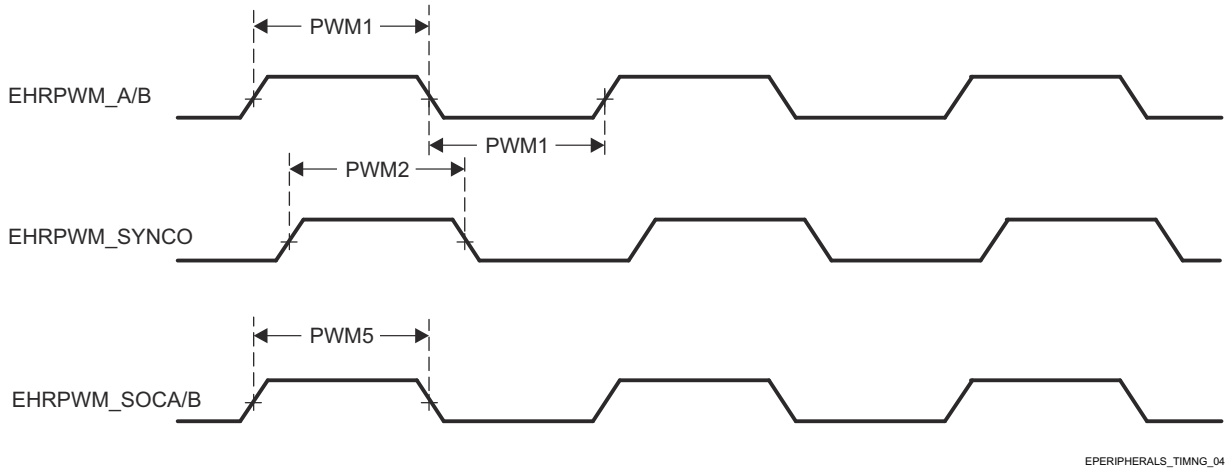 PWM1
EHRPWM_A/B
PWM1
PWM2
EHRPWM_SYNCO
PWM5
EHRPWM_SOCA/B
EPERIPHERALS_TIMNG_04